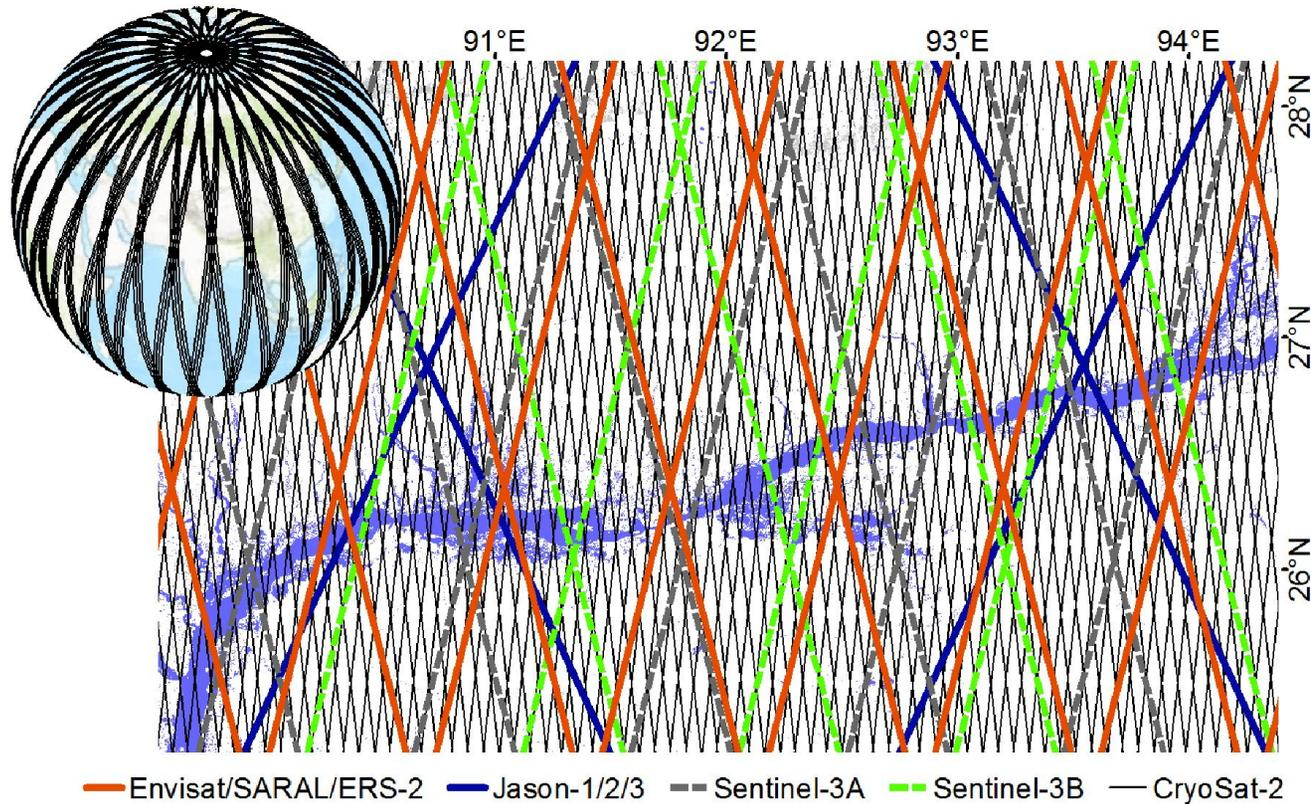 91°E 92°E 93°E 94°E
28°N
27°N
26°N
Envisat/SARAL/ERS-2 Jason-1/2/3 Sentinel-3A Sentinel-3B CryoSat-2